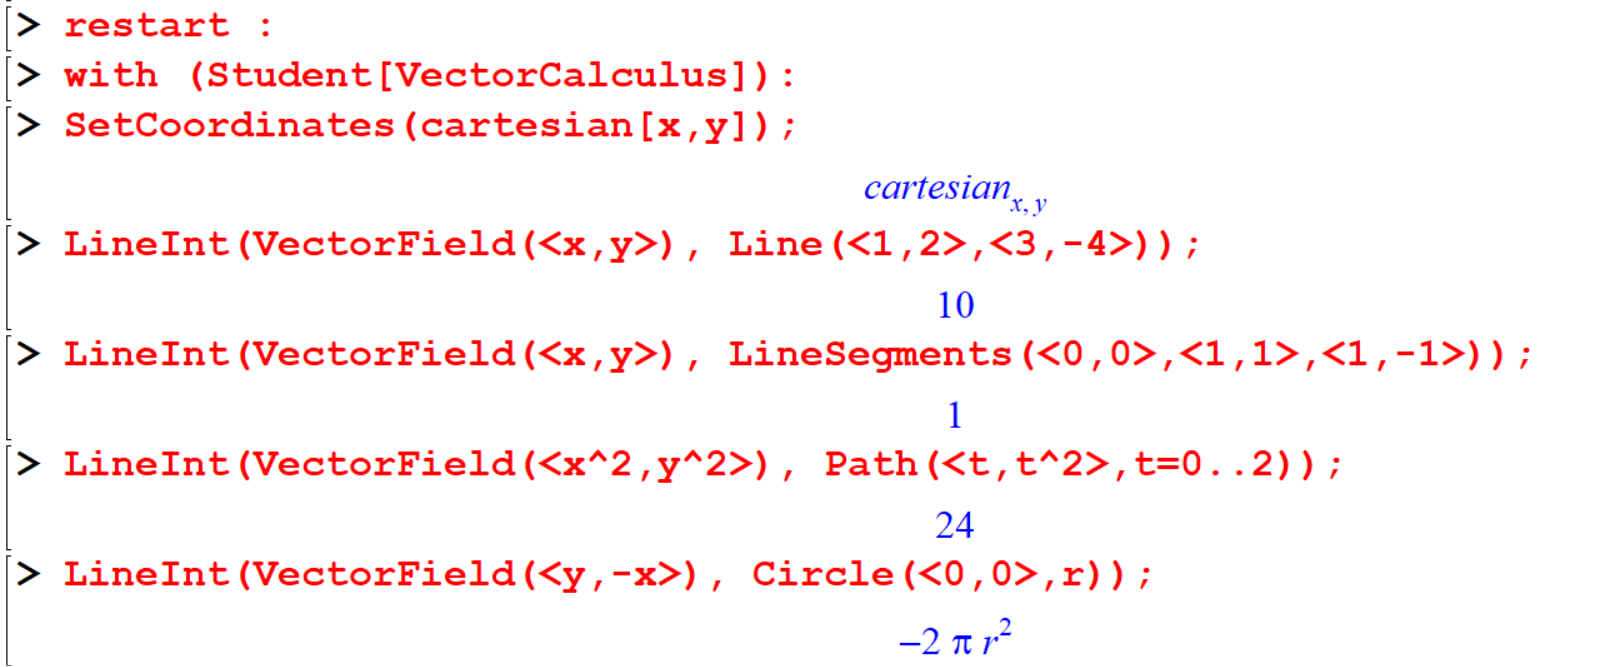 > restart :
> with (Student[VectorCalculus]):
> SetCoordinates(cartesian[x,y]);
cartesian_{x, y}
> LineInt(VectorField(<x,y>), Line(<1,2>,<3,-4>));
10
> LineInt(VectorField(<x,y>), LineSegments(<0,0>,<1,1>,<1,-1>));
1
> LineInt(VectorField(<x^2,y^2>), Path(<t,t^2>,t=0..2));
24
> LineInt(VectorField(<y,-x>), Circle(<0,0>,r));
−2 π r²